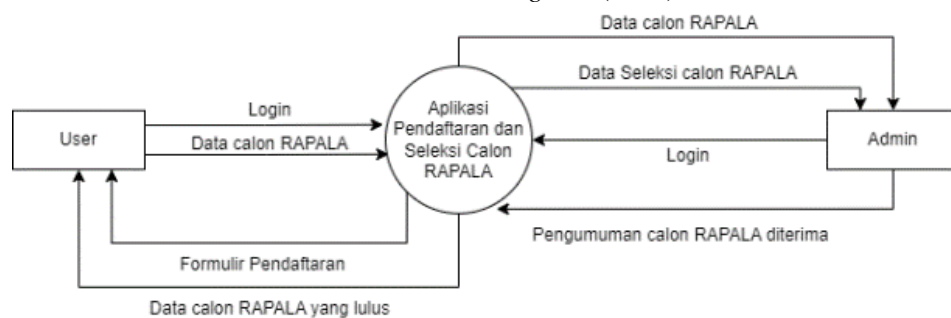 Data calon RAPALA
Data Seleksi calon RAPALA
Aplikasi
Pendaftaran dan
Seleksi Calon
RAPALA
Login
User
Data calon RAPALA
Admin
Login
Pengumuman calon RAPALA diterima
Formulir Pendaftaran
Data calon RAPALA yang lulus